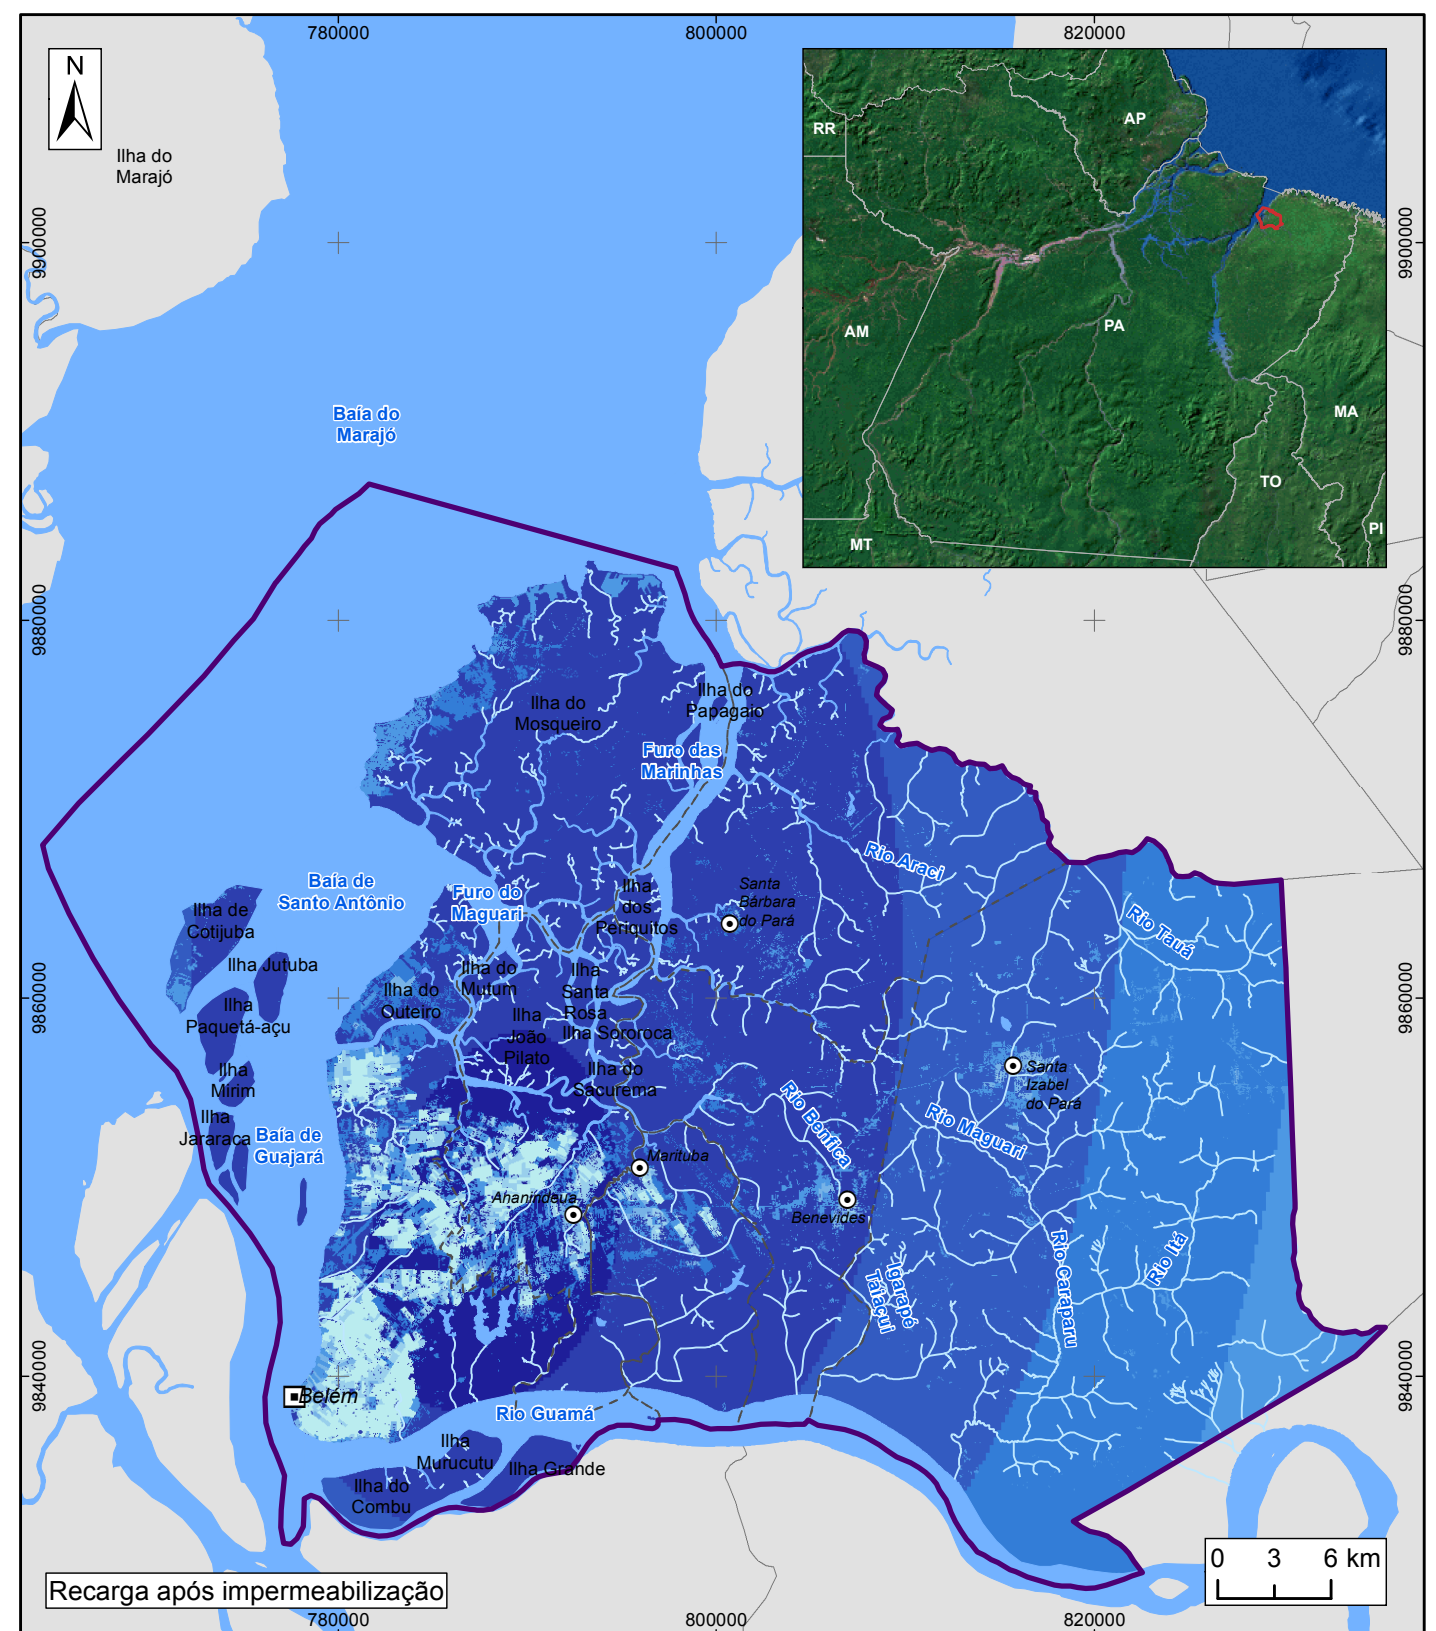 780000
800000
820000
N
Ilha do
Marajó
RR
AP
AM
PA
MA
TO
PI
MT
9900000
9900000
Baía do
Marajó
9880000
9880000
Ilha do
Mosqueiro
Ilha do
Papagaio
Furo das
Marinhas
Rio Araci
Baía de
Santo Antônio
Furo do
Maguari
Ilha
dos
Periquitos
Santa
Bárbara
do Pará
Rio Tauá
Ilha de
Cotijuba
Ilha Jutuba
Ilha do
Mutum
Ilha do
Outeiro
Ilha
Santa
Rosa
9860000
9860000
Ilha
Paquetá-açu
Ilha
João
Pilato
Ilha Sororoca
Ilha do
Sacurema
Ilha
Mirim
Santa
Izabel
do Pará
Ilha
Jararaca
Baía de
Guajará
Rio Benfica
Rio Maguari
Marituba
Ahanindeua
Benevides
Igarapé
Taiacui
Rio Caraparu
Rio Itá
9840000
9840000
Belém
Rio Guamá
Ilha
Murucutu
Ilha Grande
Ilha do
Combu
0 3 6 km
Recarga após impermeabilização
780000
800000
820000